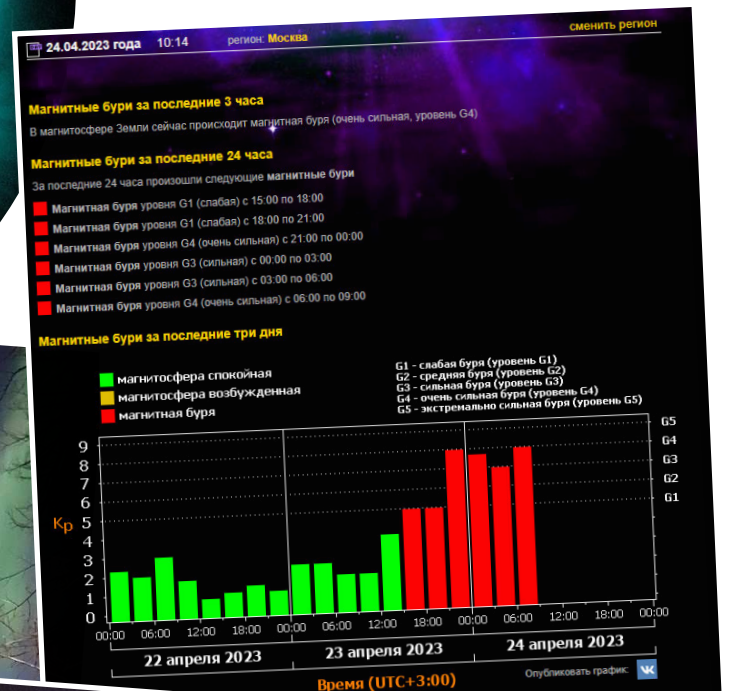 24.04.2023 года 10:14 регион: Москва сменить регион
Магнитные бури за последние 3 часа
В магнитосфере Земли сейчас происходит магнитная буря (очень сильная, уровень G4)
Магнитные бури за последние 24 часа
За последние 24 часа произошли следующие магнитные бури
Магнитная буря уровня G1 (слабая) с 15:00 по 18:00
Магнитная буря уровня G1 (слабая) с 18:00 по 21:00
Магнитная буря уровня G4 (очень сильная) с 21:00 по 00:00
Магнитная буря уровня G3 (сильная) с 00:00 по 03:00
Магнитная буря уровня G3 (сильная) с 03:00 по 06:00
Магнитная буря уровня G4 (очень сильная) с 06:00 по 09:00
Магнитные бури за последние три дня
магнитосфера спокойная
магнитосфера возбужденная
магнитная буря
G1 - слабая буря (уровень G1)
G2 - средняя буря (уровень G2)
G3 - сильная буря (уровень G3)
G4 - очень сильная буря (уровень G4)
G5 - экстремально сильная буря (уровень G5)
9
8
7
6
Kp 5
4
3
2
1
0
G5
G4
G3
G2
G1
00:00 06:00 12:00 18:00 00:00 06:00 12:00 18:00 00:00 06:00 12:00 18:00 00:00
22 апреля 2023 23 апреля 2023 24 апреля 2023
Время (UTC+3:00)
Опубликовать график: